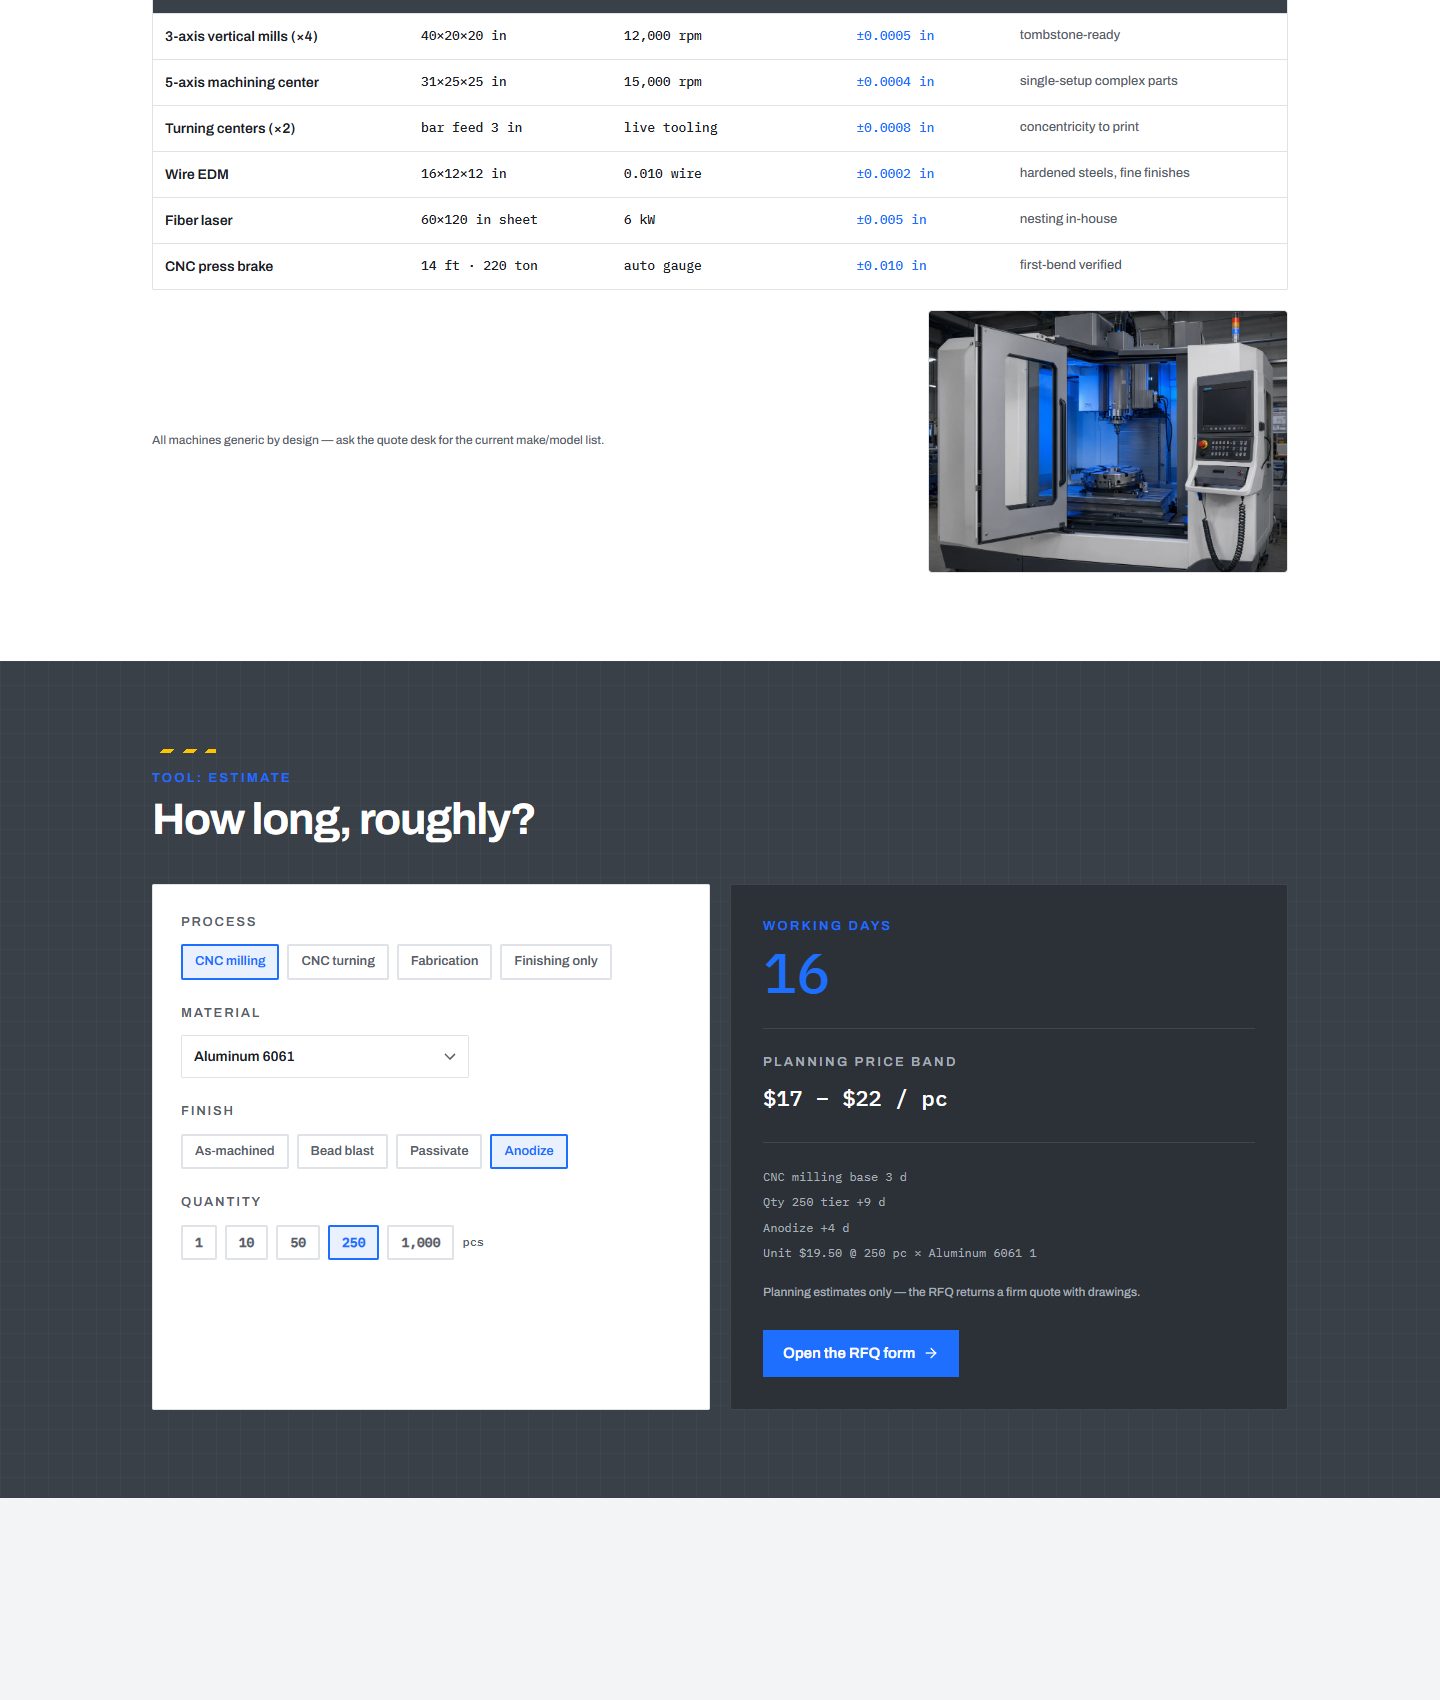 3-axis vertical mills (×4) 40×20×20 in 12,000 rpm ±0.0005 in tombstone-ready
5-axis machining center 31×25×25 in 15,000 rpm ±0.0004 in single-setup complex parts
Turning centers (×2) bar feed 3 in live tooling ±0.0008 in concentricity to print
Wire EDM 16×12×12 in 0.010 wire ±0.0002 in hardened steels, fine finishes
Fiber laser 60×120 in sheet 6 kW ±0.005 in nesting in-house
CNC press brake 14 ft · 220 ton auto gauge ±0.010 in first-bend verified
All machines generic by design — ask the quote desk for the current make/model list.
TOOL: ESTIMATE
How long, roughly?
PROCESS
CNC milling CNC turning Fabrication Finishing only
MATERIAL
Aluminum 6061
FINISH
As-machined Bead blast Passivate Anodize
QUANTITY
1 10 50 250 1,000 pcs
WORKING DAYS
16
PLANNING PRICE BAND
$17 – $22 / pc
CNC milling base 3 d
Qty 250 tier +9 d
Anodize +4 d
Unit $19.50 @ 250 pc × Aluminum 6061 1
Planning estimates only — the RFQ returns a firm quote with drawings.
Open the RFQ form →